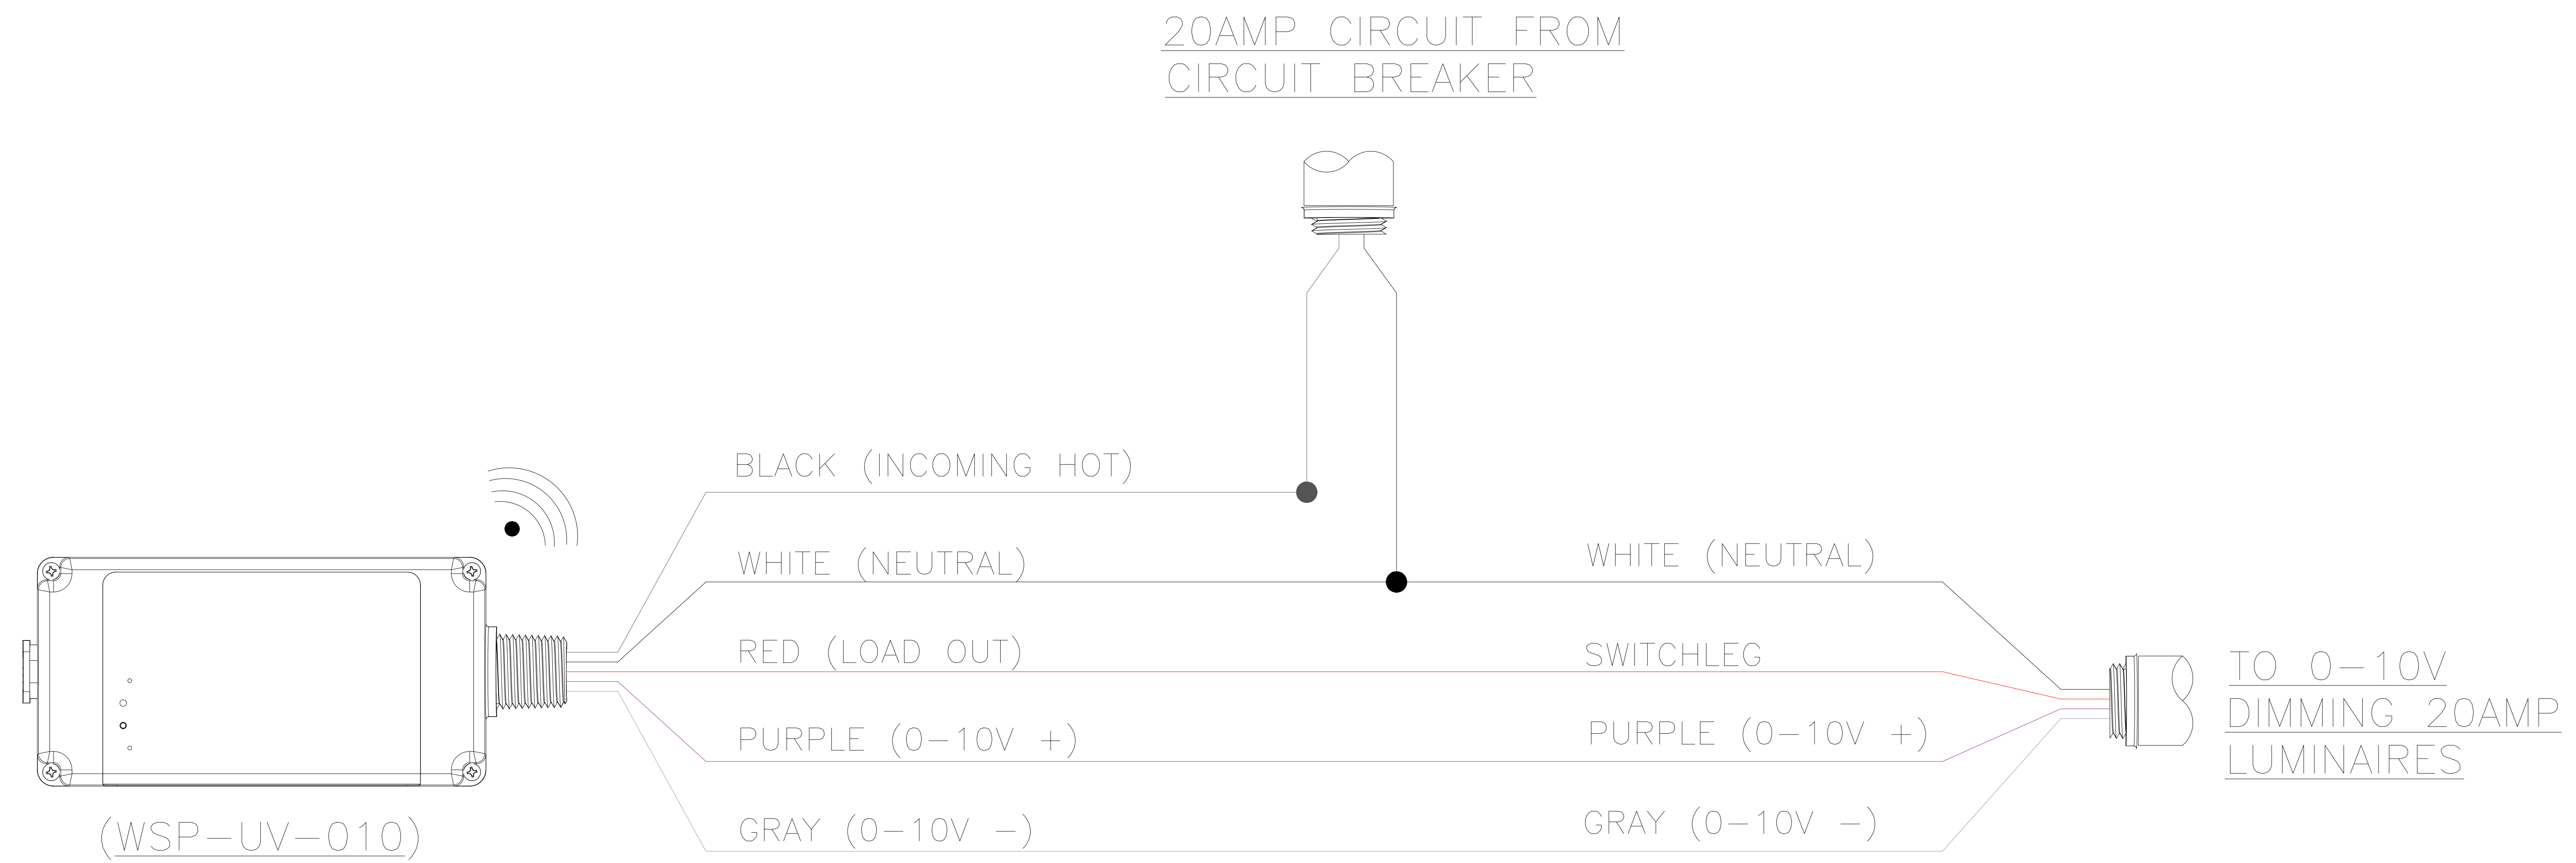 20AMP CIRCUIT FROM
CIRCUIT BREAKER
BLACK (INCOMING HOT)
WHITE (NEUTRAL)
WHITE (NEUTRAL)
RED (LOAD OUT)
SWITCHLEG
PURPLE (0-10V +)
PURPLE (0-10V +)
GRAY (0-10V -)
GRAY (0-10V -)
TO 0-10V
DIMMING 20AMP
LUMINAIRES
(WSP-UV-010)